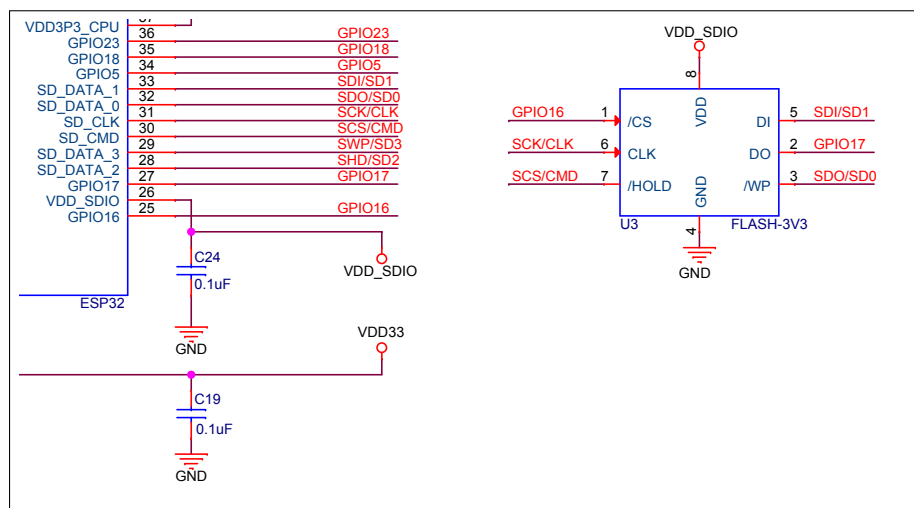 37
VDD3P3_CPU
36
GPIO23
GPIO23
35
GPIO18
GPIO18
34
GPIO5
GPIO5
33
SD_DATA_1
SDI/SD1
32
SD_DATA_0
SDO/SD0
31
SD_CLK
SCK/CLK
30
SD_CMD
SCS/CMD
29
SD_DATA_3
SWP/SD3
28
SD_DATA_2
SHD/SD2
27
GPIO17
GPIO17
26
VDD_SDIO
25
GPIO16
GPIO16
ESP32
C24
0.1uF
GND
VDD_SDIO
VDD33
C19
0.1uF
GND
VDD_SDIO
8
GPIO16
1
/CS
VDD
DI
5
SDI/SD1
SCK/CLK
6
CLK
DO
2
GPIO17
SCS/CMD
7
/HOLD
GND
/WP
3
SDO/SD0
U3
4
FLASH-3V3
GND